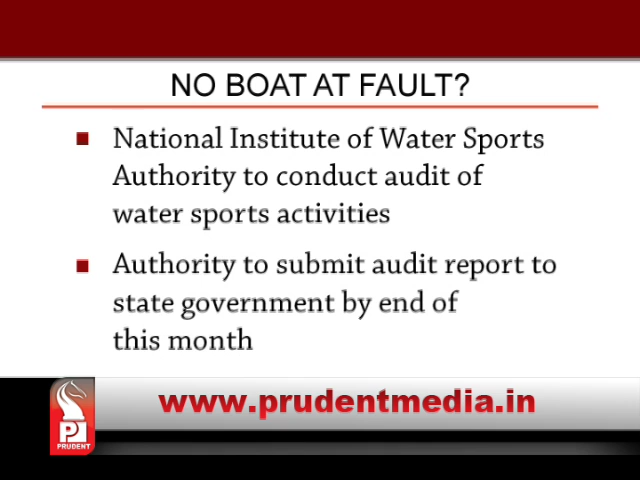 NO BOAT AT FAULT?
National Institute of Water Sports
Authority to conduct audit of
water sports activities
Authority to submit audit report to
state government by end of
this month
www.prudentmedia.in
P
PRUDENT